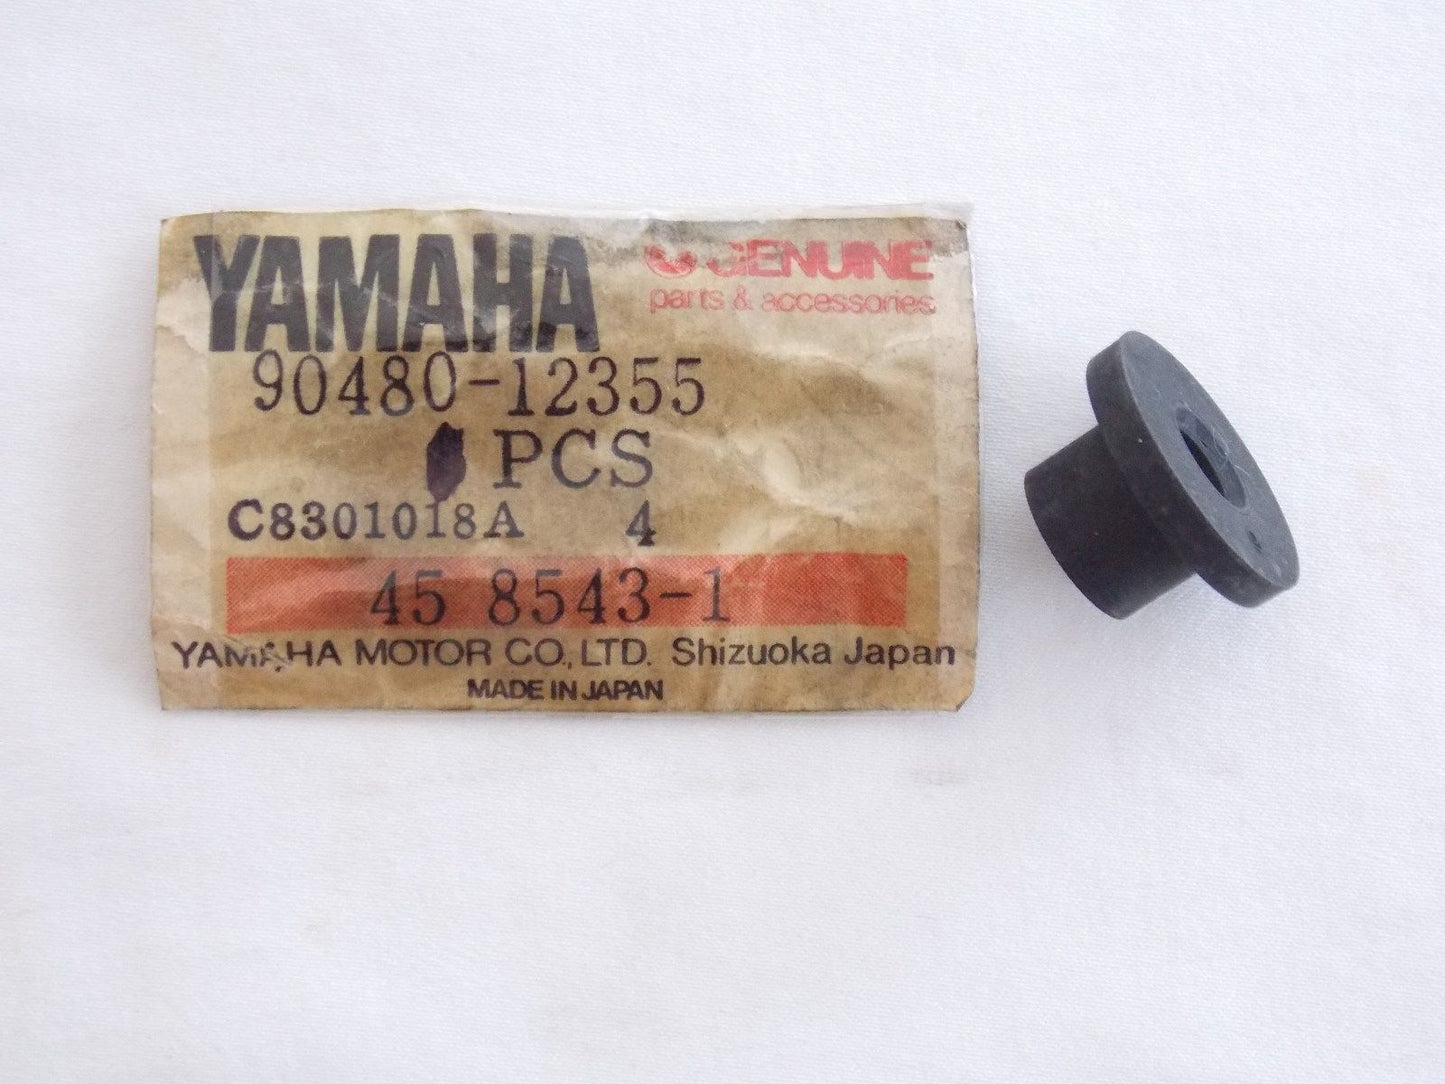 YAMAHA
GENUINE
parts & accessories
90480-12355
PCS
C8301018A 4
45 8543-1
YAMAHA MOTOR CO., LTD. Shizuoka Japan
MADE IN JAPAN